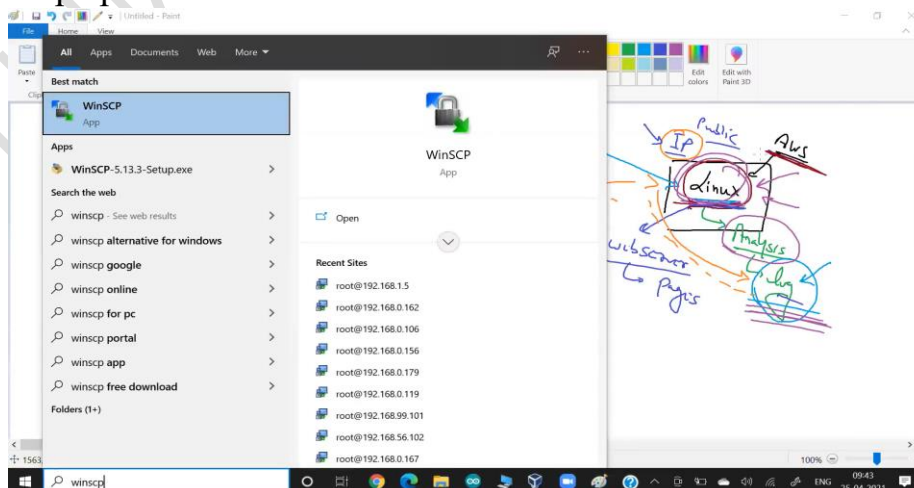 Untitled - Paint
File Home View
Paste
Edit colors
Edit with Paint 3D
All Apps Documents Web More
Best match
WinSCP
App
Apps
WinSCP-5.13.3-Setup.exe
Search the web
winscp - See web results
winscp alternative for windows
winscp google
winscp online
winscp for pc
winscp portal
winscp app
winscp free download
Folders (1+)
WinSCP
App
Open
Recent Sites
root@192.168.1.5
root@192.168.0.162
root@192.168.0.106
root@192.168.0.156
root@192.168.0.179
root@192.168.0.119
root@192.168.99.101
root@192.168.56.102
root@192.168.0.167
Public
IP
AWS
Linux
Analysis
webserver
log
Pages
1563
100%
winscp
ENG
09:43
25-04-2021